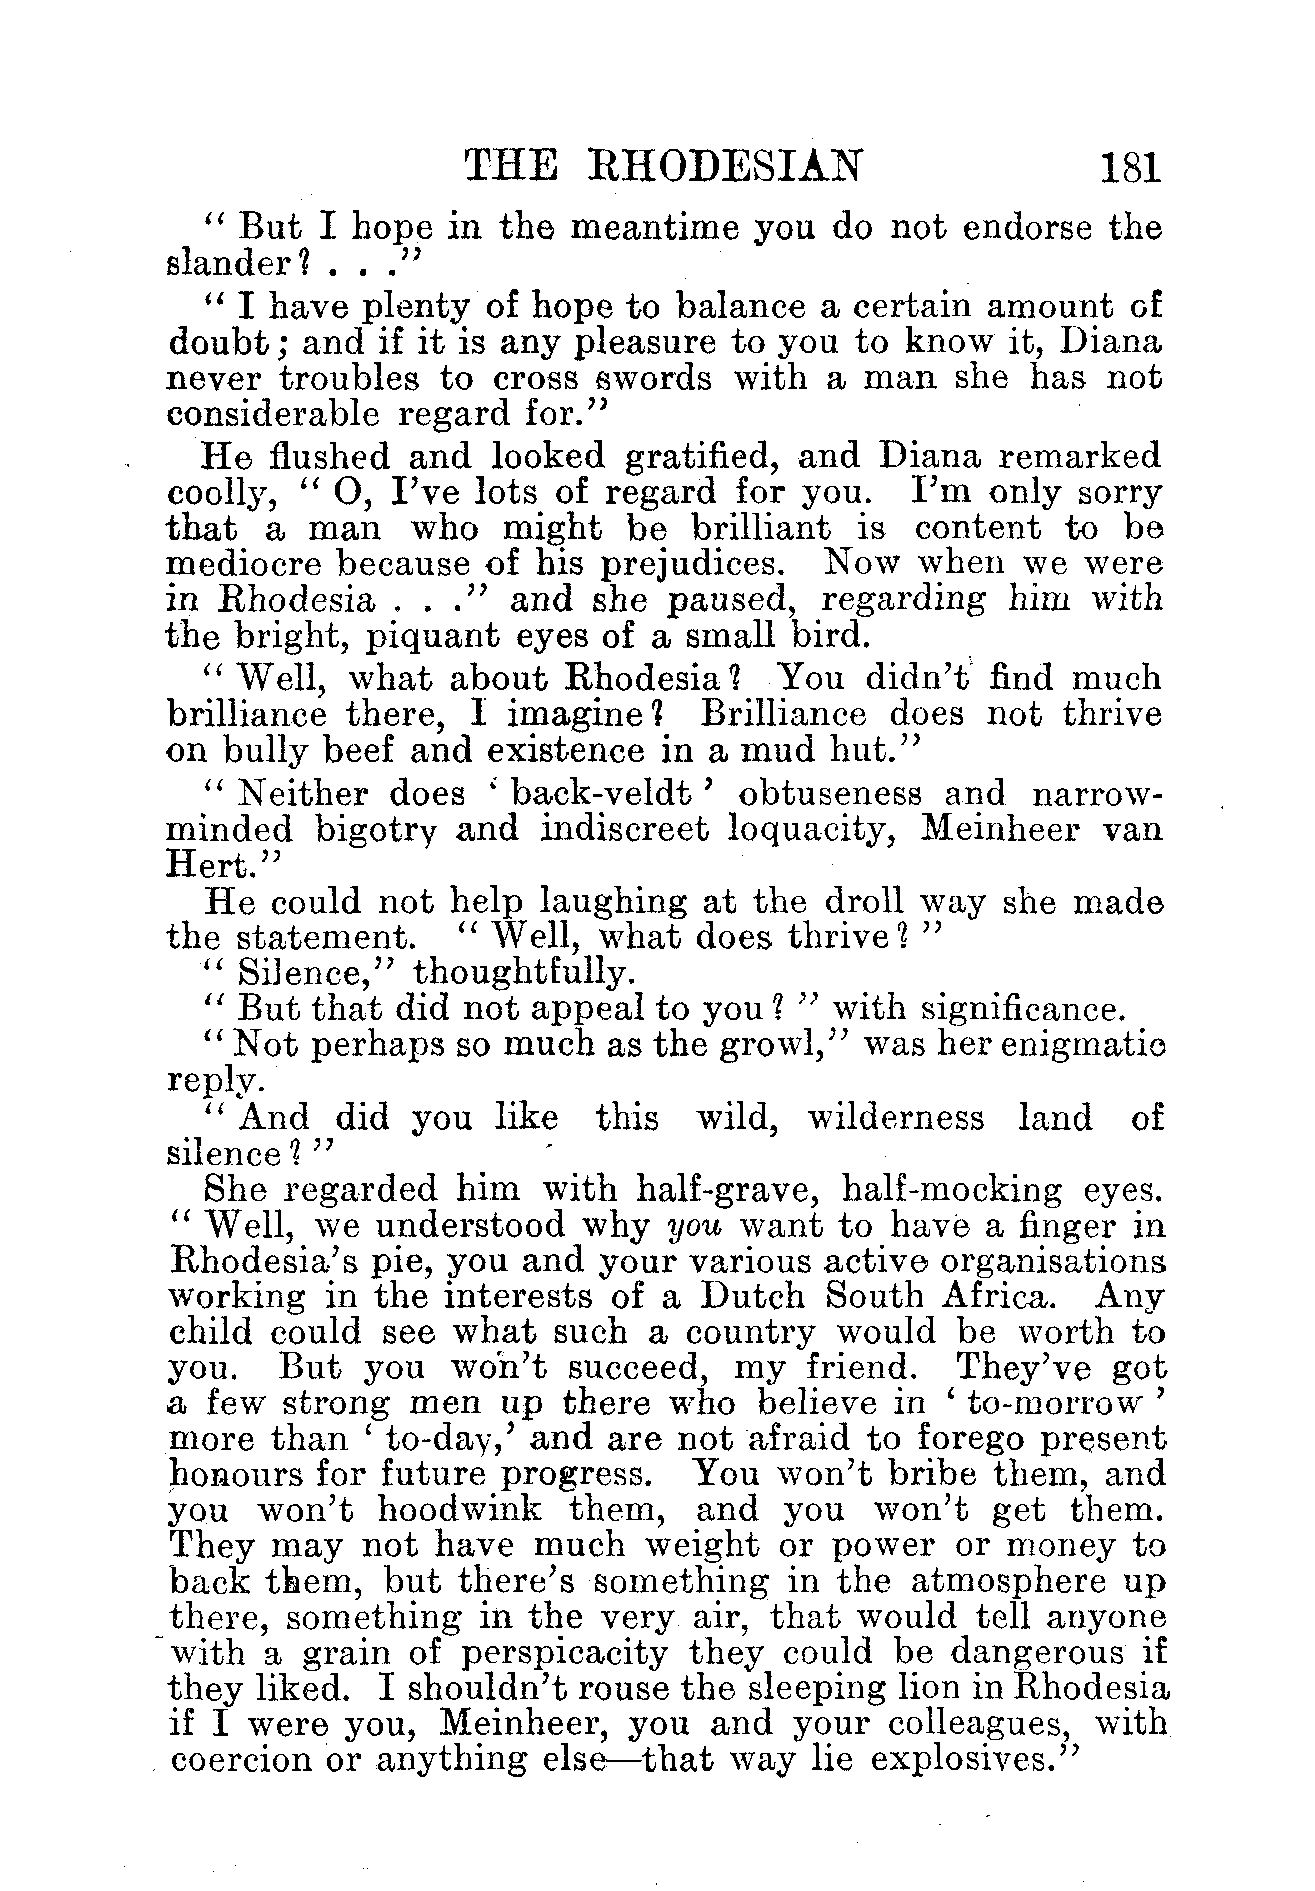 THE RHODESIAN 181
“ But I hope in the meantime you do not endorse the
slander? . . .”
“ I have plenty of hope to balance a certain amount of
doubt; and if it is any pleasure to you to know it, Diana
never troubles to cross swords with a man she has not
considerable regard for.”
He flushed and looked gratified, and Diana remarked
coolly, “ O, I’ve lots of regard for you. I’m only sorry
that a man who might be brilliant is content to be
mediocre because of his prejudices. Now when we were
in Rhodesia . . .” and she paused, regarding him with
the bright, piquant eyes of a small bird.
“ Well, what about Rhodesia? You didn’t find much
brilliance there, I imagine? Brilliance does not thrive
on bully beef and existence in a mud hut.”
“ Neither does ‘ back-veldt ’ obtuseness and narrow-
minded bigotry and indiscreet loquacity, Meinheer van
Hert.”
He could not help laughing at the droll way she made
the statement. “ Well, what does thrive? ”
“ Silence,” thoughtfully.
“ But that did not appeal to you? ” with significance.
“ Not perhaps so much as the growl,” was her enigmatic
reply.
“ And did you like this wild, wilderness land of
silence? ”
She regarded him with half-grave, half-mocking eyes.
“ Well, we understood why you want to have a finger in
Rhodesia’s pie, you and your various active organisations
working in the interests of a Dutch South Africa. Any
child could see what such a country would be worth to
you. But you won’t succeed, my friend. They’ve got
a few strong men up there who believe in ‘ to-morrow ’
more than ‘ to-day,’ and are not afraid to forego present
honours for future progress. You won’t bribe them, and
you won’t hoodwink them, and you won’t get them.
They may not have much weight or power or money to
back them, but there’s something in the atmosphere up
there, something in the very air, that would tell anyone
with a grain of perspicacity they could be dangerous if
they liked. I shouldn’t rouse the sleeping lion in Rhodesia
if I were you, Meinheer, you and your colleagues, with
coercion or anything else—that way lie explosives.”